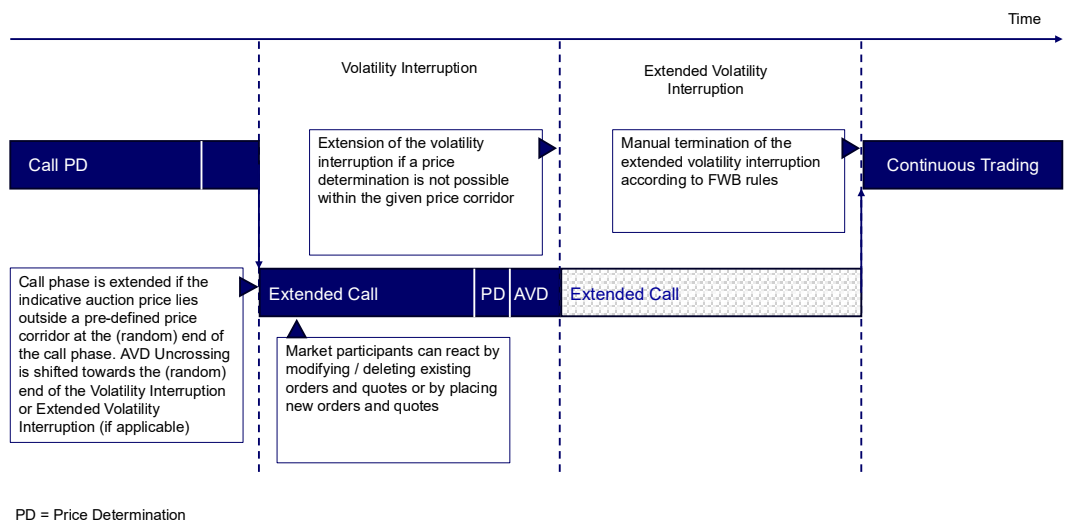 Time
Volatility Interruption
Extended Volatility
Interruption
Call PD
Extension of the volatility
interruption if a price
determination is not possible
within the given price corridor
Manual termination of the
extended volatility interruption
according to FWB rules
Continuous Trading
Call phase is extended if the
indicative auction price lies
outside a pre-defined price
corridor at the (random) end of
the call phase. AVD Uncrossing
is shifted towards the (random)
end of the Volatility Interruption
or Extended Volatility
Interruption (if applicable)
Extended Call
PD
AVD
Extended Call
Market participants can react by
modifying / deleting existing
orders and quotes or by placing
new orders and quotes
PD = Price Determination